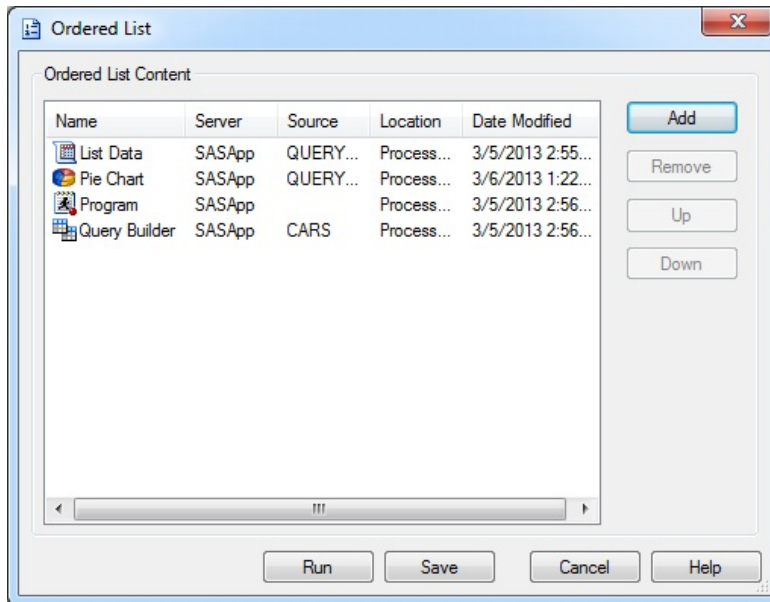 Ordered List
Ordered List Content
Name Server Source Location Date Modified
List Data SASApp QUERY... Process... 3/5/2013 2:55...
Pie Chart SASApp QUERY... Process... 3/6/2013 1:22...
Program SASApp Process... 3/5/2013 2:56...
Query Builder SASApp CARS Process... 3/5/2013 2:56...
Add
Remove
Up
Down
Run Save Cancel Help